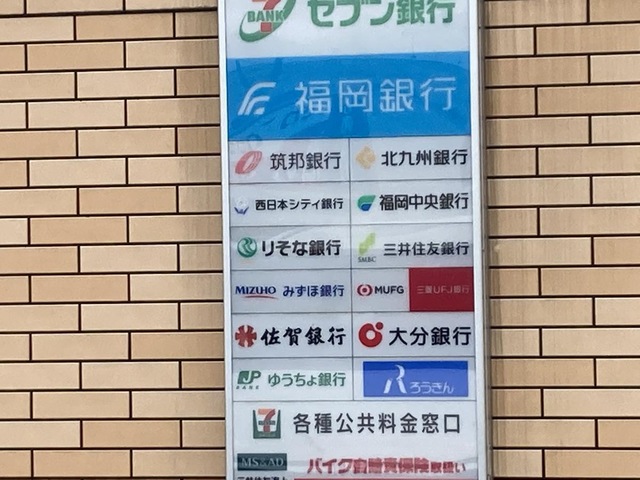 7 BANK セブン銀行
福岡銀行
筑邦銀行 北九州銀行
西日本シティ銀行 福岡中央銀行
りそな銀行 SMBC 三井住友銀行
MIZUHO みずほ銀行 MUFG 三菱UFJ銀行
佐賀銀行 大分銀行
JP BANK ゆうちょ銀行 ろうきん
7 各種公共料金窓口
MS&AD バイク自賠責保険取扱い